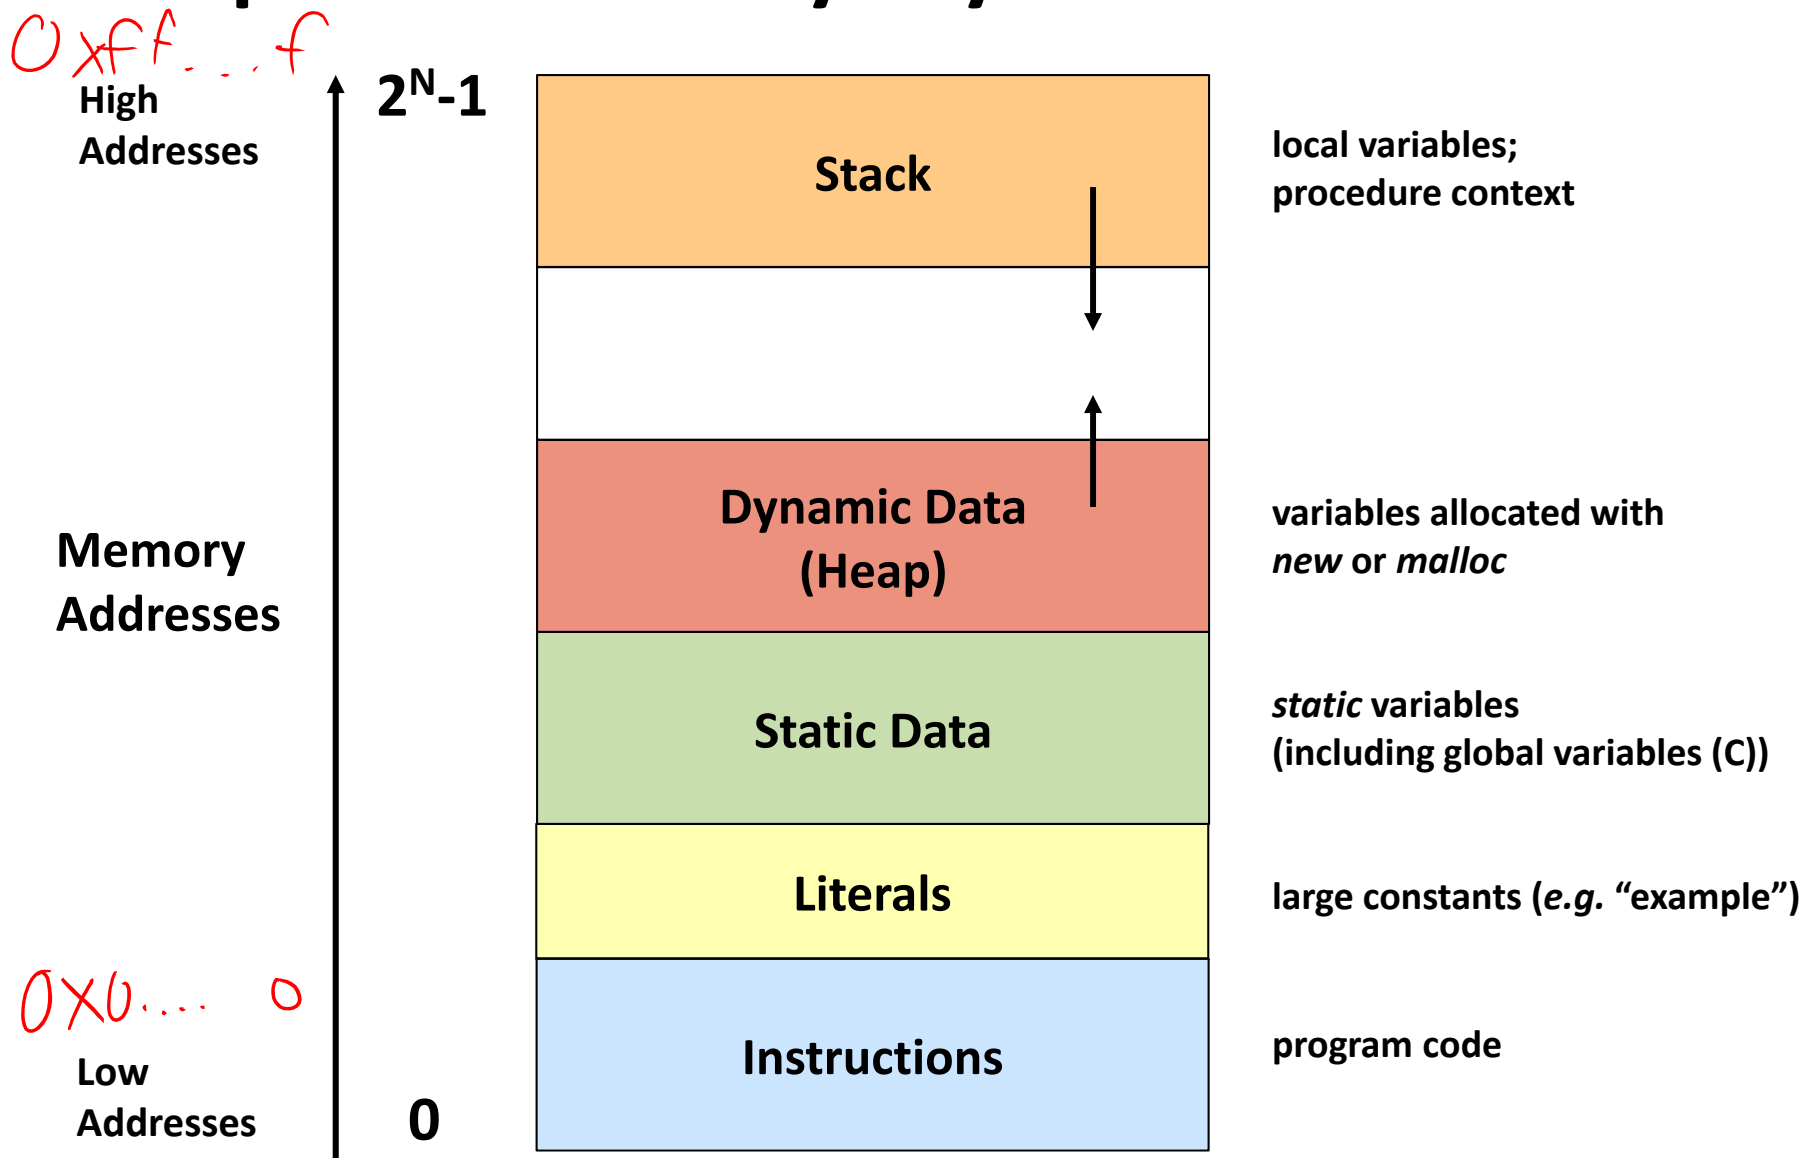 0xff....f
High
Addresses
2^N-1
Stack
local variables;
procedure context
Memory
Addresses
Dynamic Data
(Heap)
variables allocated with
new or malloc
Static Data
static variables
(including global variables (C))
Literals
large constants (e.g. “example”)
0x0.... 0
Low
Addresses
0
Instructions
program code